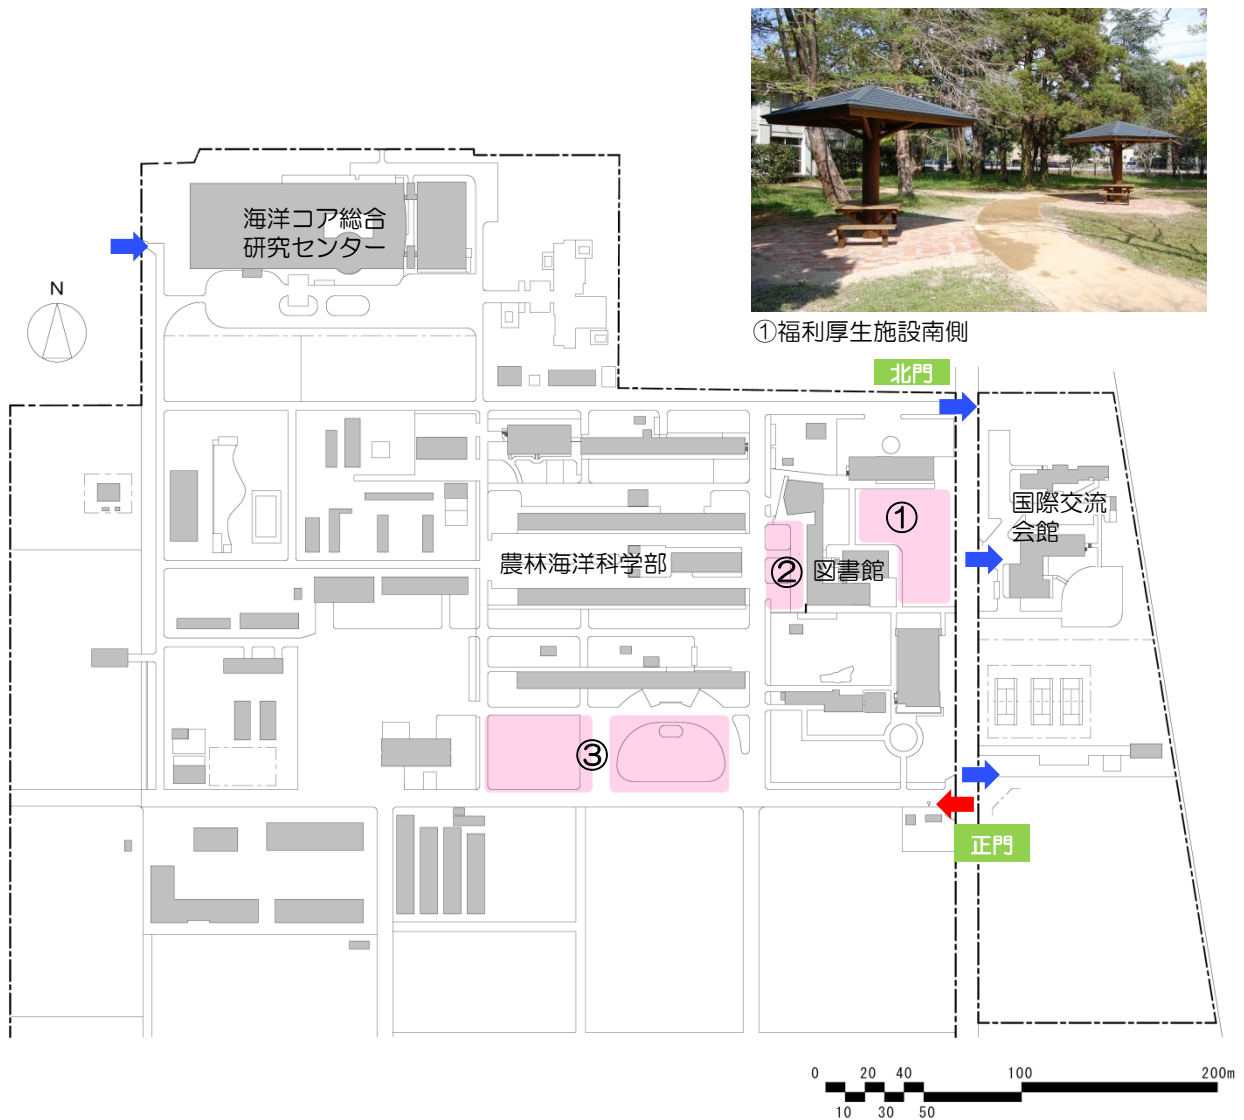 ①福利厚生施設南側
海洋コア総合
研究センター
N
北門
①
国際交流
会館
農林海洋科学部
②
図書館
③
正門
0 20 40 100 200m
10 30 50